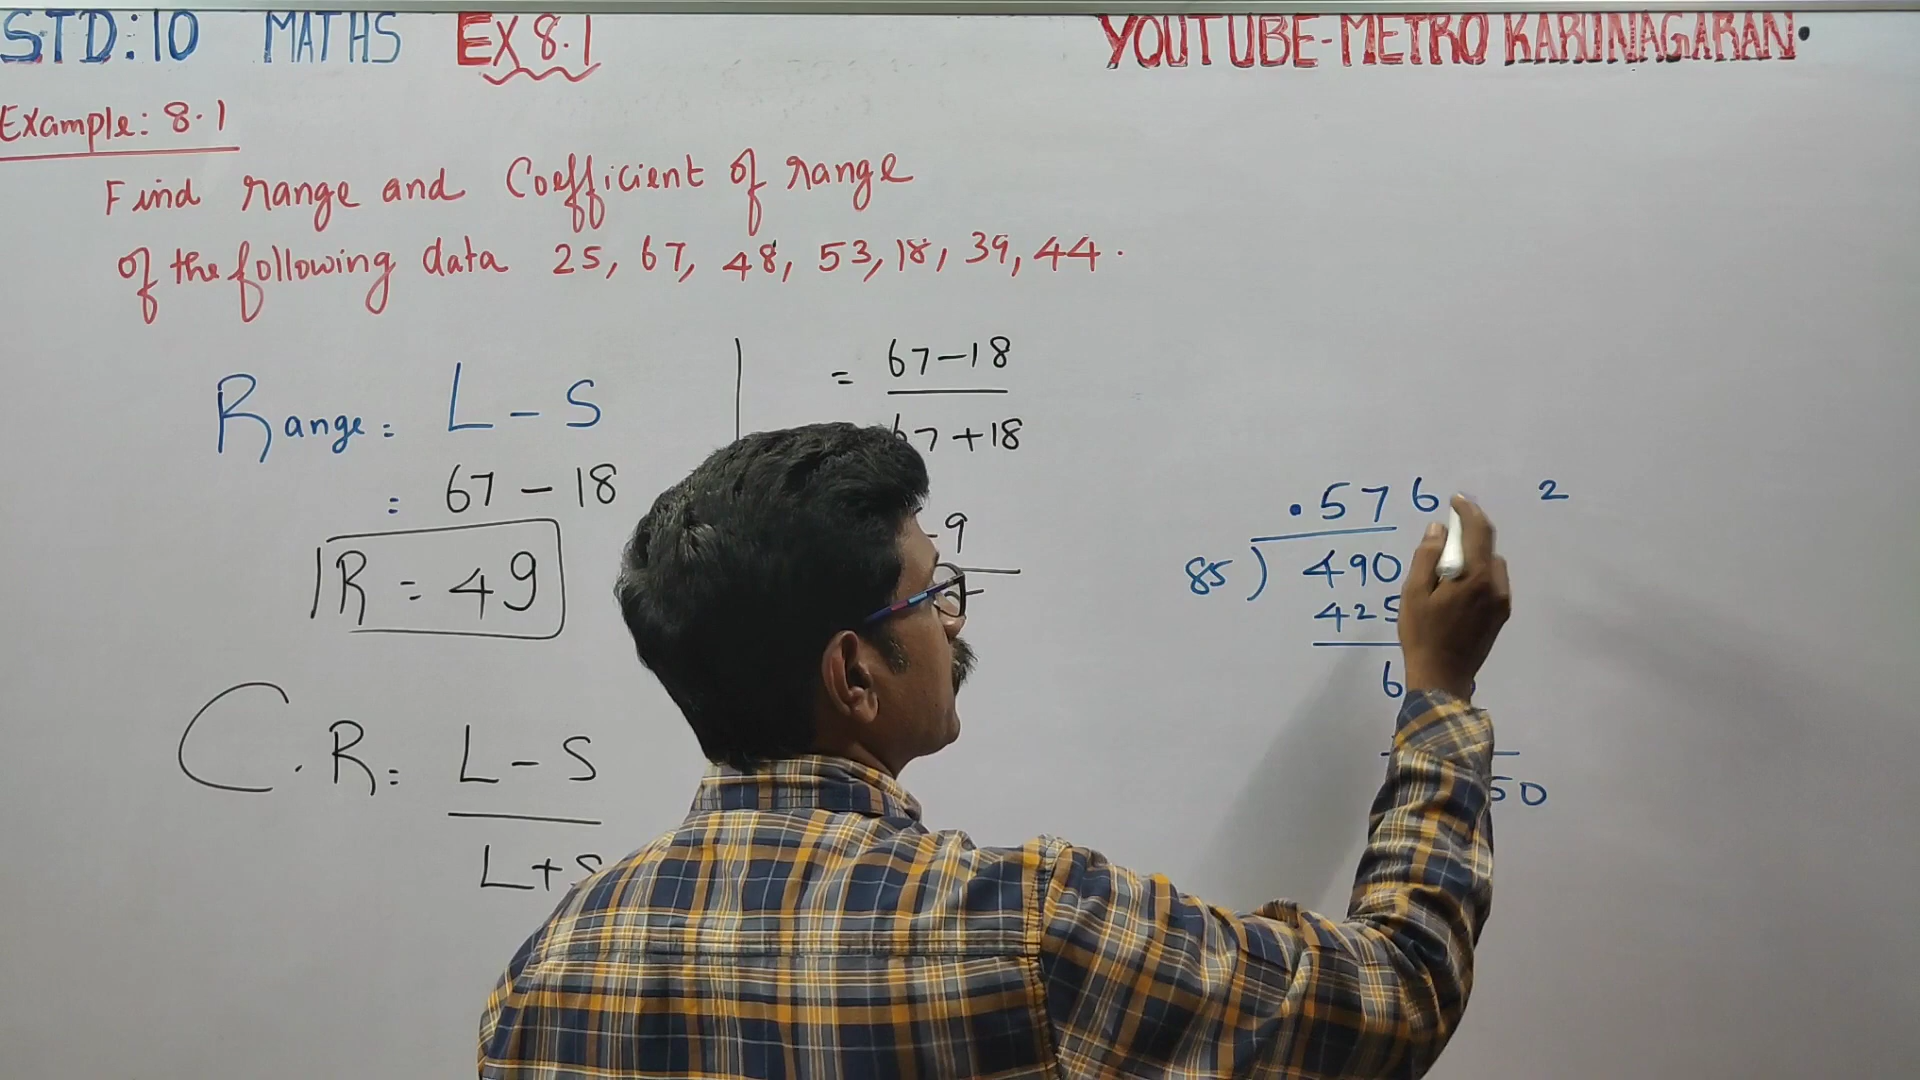 STD:10 MATHS EX 8.1
YOUTUBE-METRO KARUNAGARAN.
Example: 8.1
Find range and Coefficient of range
of the following data 25, 67, 48, 53, 18, 39, 44.
Range = L - S
= 67 - 18
R = 49
C.R = L - S
L + S
= 67 - 18
67 + 18
9
.576 2
85 ) 490
425
6
50